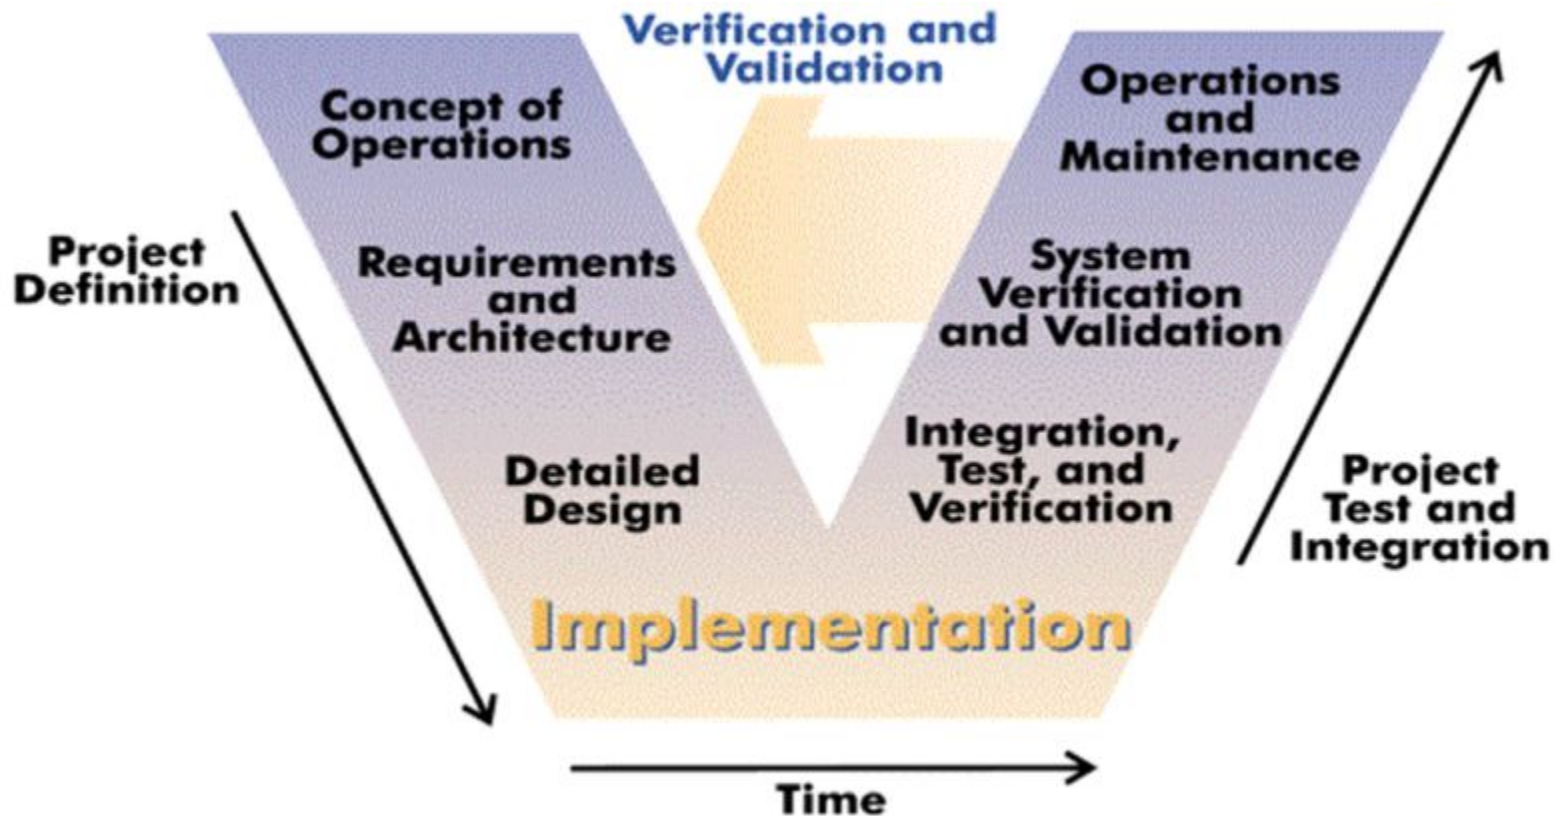 Verification and
Validation
Concept of
Operations
Operations
and
Maintenance
Project
Definition
Requirements
and
Architecture
System
Verification
and Validation
Detailed
Design
Integration,
Test, and
Verification
Project
Test and
Integration
Implementation
Time